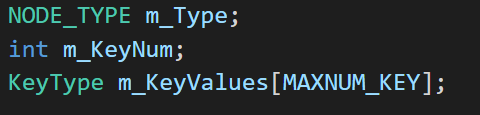 NODE_TYPE m_Type;
int m_KeyNum;
KeyType m_KeyValues[MAXNUM_KEY];